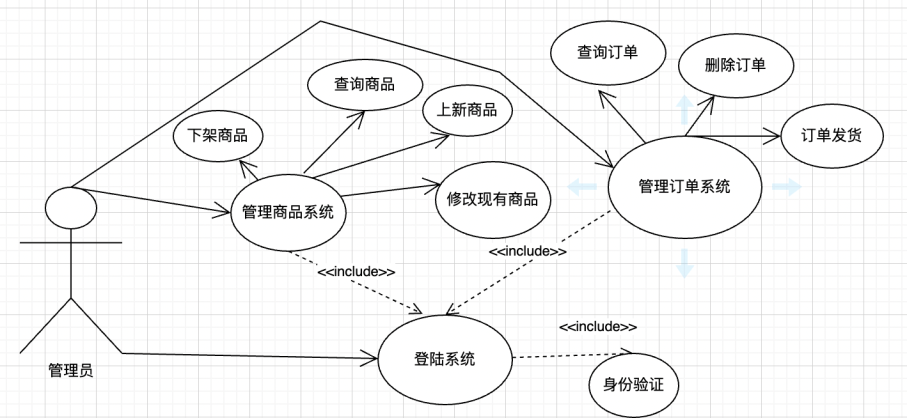 查询订单
删除订单
查询商品
上新商品
下架商品
订单发货
管理订单系统
修改现有商品
管理商品系统
<<include>>
<<include>>
<<include>>
登陆系统
管理员
身份验证